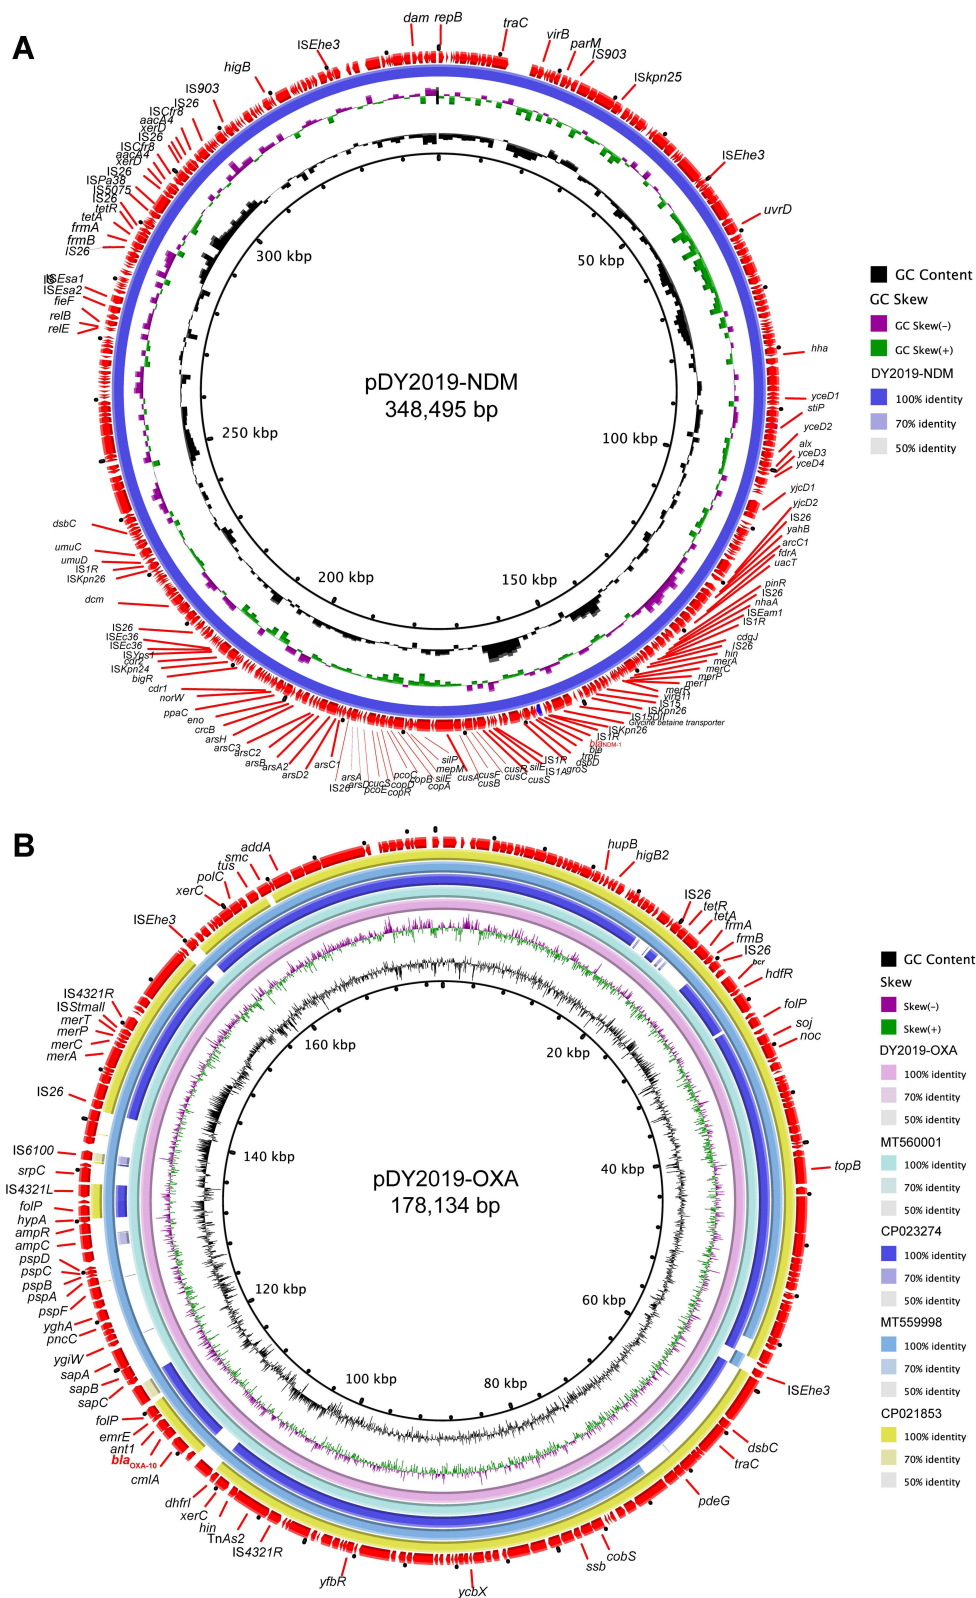 A
dam repB
traC
virB
parM
IS903
ISkpn25
ISEhe3
uvrD
hha
yceD1
stiP
yceD2
alx
yceD3
yceD4
yjcD1
yjcD2
IS26
yahB
arcC1
fdrA
uacT
pinR
IS26
nhaA
ISEam1
IS1R
cdgJ
IS26
hin
merA
merC
merP
merT
merR
virB11
IS15
ISKpn26
IS15DII
Glycine betaine transporter
ISKpn26
IS1R
blaNDM-1
ble
trpF
dsbD
groS
IS1A
IS1R
silE
cusS
cusR
cusC
cusF
cusB
cusA
silP
mepM
silE
copA
copB
pcoC
copD
copR
pcoE
cucS
arsD
arsA
IS26
arsC1
arsD2
arsA2
arsB
arsC2
arsC3
arsH
crcB
eno
ppaC
norW
cdr1
bigR
ISKpn24
cdr2
ISYps1
ISEc36
ISEc36
IS26
dcm
ISKpn26
IS1R
umuD
umuC
dsbC
relE
relB
fieF
ISEsa2
ISEsa1
IS26
frmB
frmA
tetA
tetR
IS26
IS5075
ISPa38
IS26
xerD
aacA4
ISCfr8
IS26
xerD
aacA4
ISCfr8
IS26
IS903
higB
ISEhe3
50 kbp
100 kbp
150 kbp
200 kbp
250 kbp
300 kbp
pDY2019-NDM
348,495 bp
GC Content
GC Skew
GC Skew(-)
GC Skew(+)
DY2019-NDM
100% identity
70% identity
50% identity
B
hupB
higB2
IS26
tetR
tetA
frmA
frmB
IS26
bcr
hdfR
folP
soj
noc
topB
ISEhe3
dsbC
traC
pdeG
cobS
ssb
ycbX
yfbR
IS4321R
TnAs2
hin
xerC
dhfrI
cmlA
blaOXA-10
ant1
emrE
folP
sapC
sapB
sapA
ygiW
pncC
yghA
pspF
pspA
pspB
pspC
pspD
ampC
ampR
hypA
folP
IS4321L
srpC
IS6100
IS26
merA
merC
merP
merT
ISStmall
IS4321R
ISEhe3
xerC
polC
tus
smc
addA
20 kbp
40 kbp
60 kbp
80 kbp
100 kbp
120 kbp
140 kbp
160 kbp
pDY2019-OXA
178,134 bp
GC Content
Skew
Skew(-)
Skew(+)
DY2019-OXA
100% identity
70% identity
50% identity
MT560001
100% identity
70% identity
50% identity
CP023274
100% identity
70% identity
50% identity
MT559998
100% identity
70% identity
50% identity
CP021853
100% identity
70% identity
50% identity